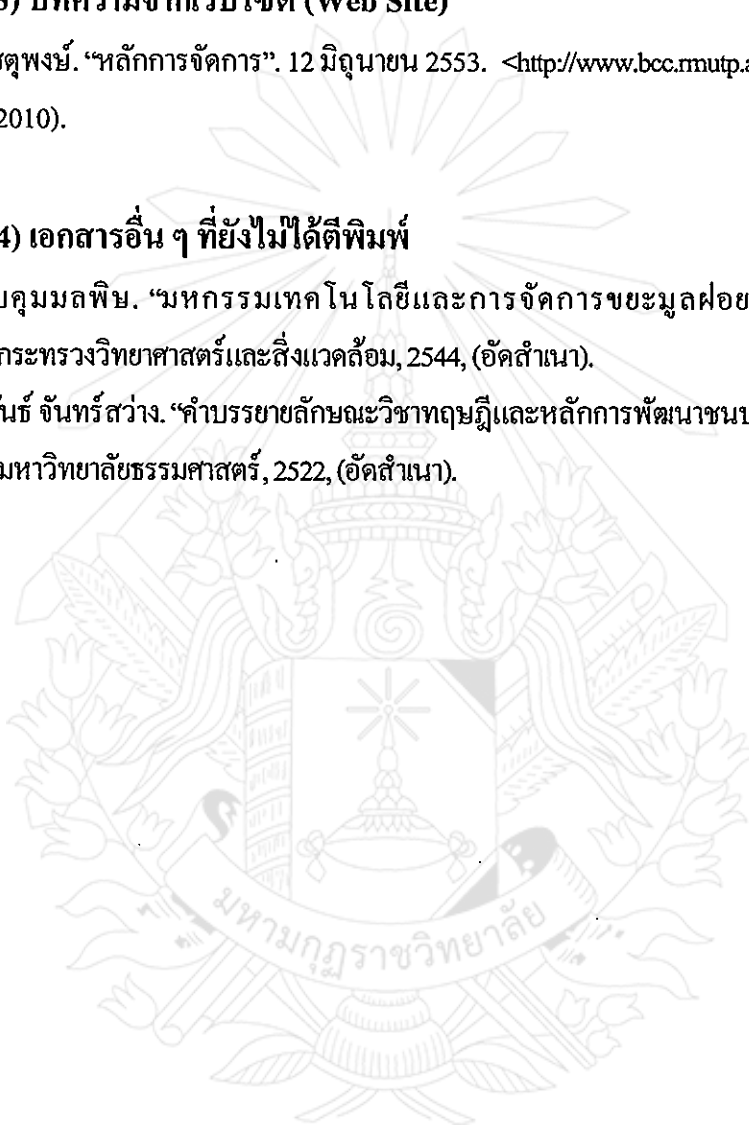 3) บทความจากเว็บไซต์ (Web Site)
ชตุพงษ์. “หลักการจัดการ”. 12 มิถุนายน 2553. <http://www.bcc.rmutp.a
2010).
4) เอกสารอื่น ๆ ที่ยังไม่ได้ตีพิมพ์
บคุมมลพิษ. “มหกรรมเทคโนโลยีและการจัดการขยะมูลฝอย
กระทรวงวิทยาศาสตร์และสิ่งแวดล้อม, 2544, (อัดสำเนา).
พันธ์ จันทร์สว่าง. “คำบรรยายลักษณะวิชาทฤษฎีและหลักการพัฒนาชนบ
มหาวิทยาลัยธรรมศาสตร์, 2522, (อัดสำเนา).
มหามกุฏราชวิทยาลัย